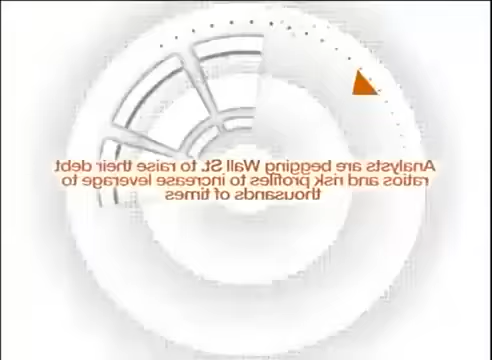 Analysts are begging Wall St. to raise their debt
ratios and risk profiles to increase leverage to
thousands of times